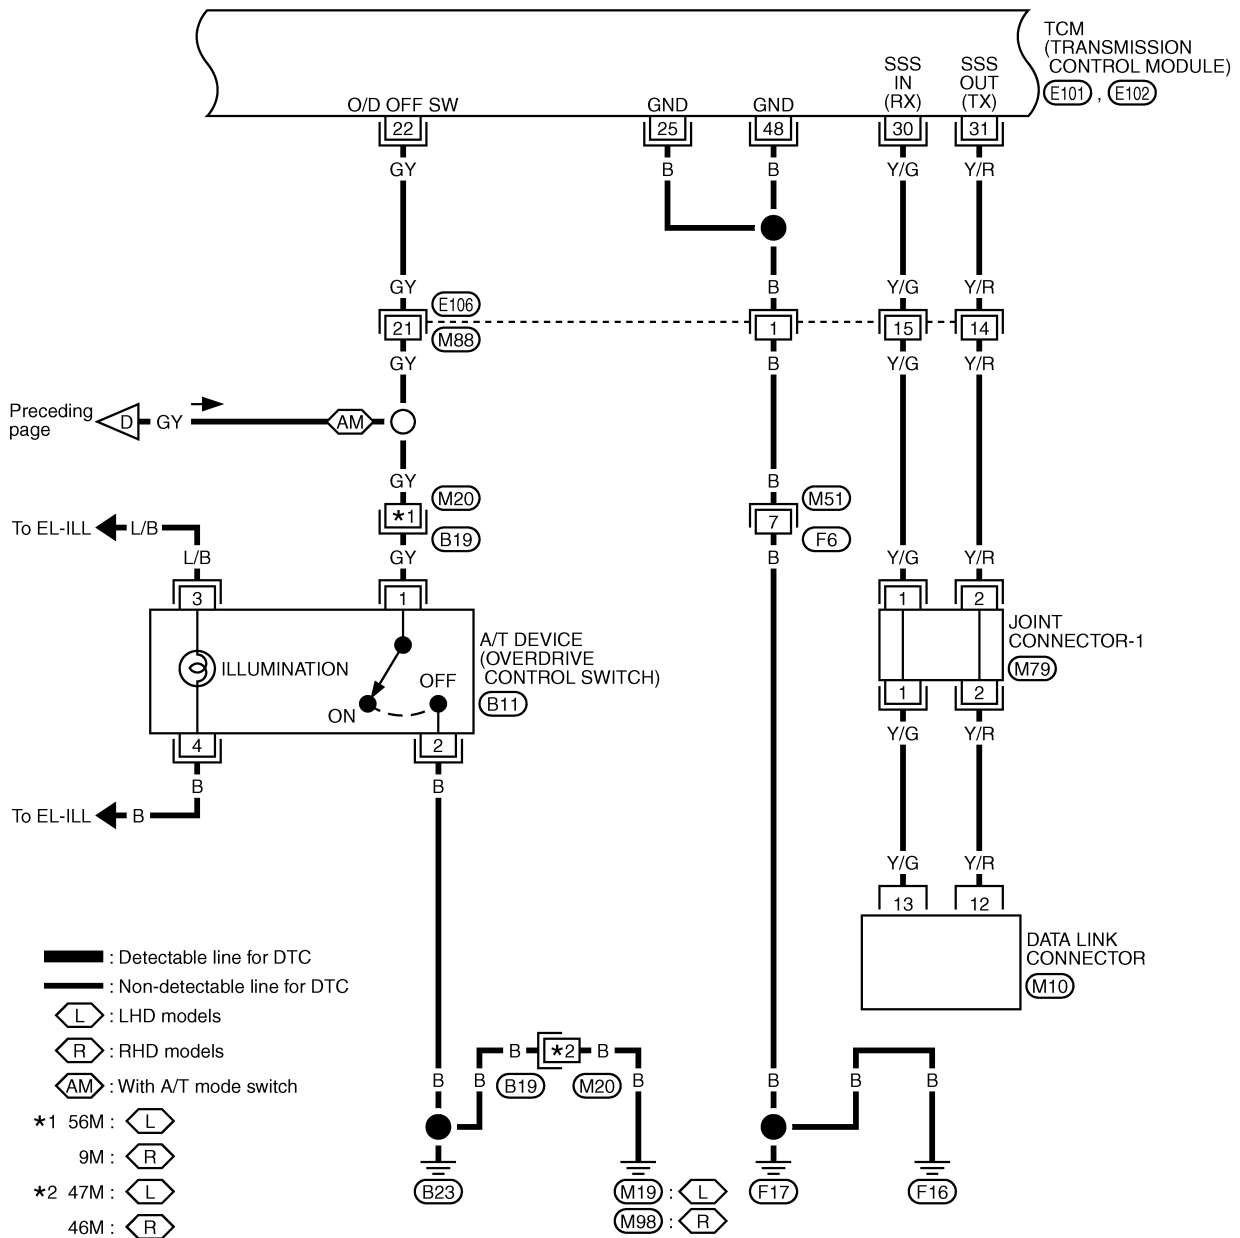 TCM
(TRANSMISSION
CONTROL MODULE)
E101 , E102
SSS
IN
(RX)
SSS
OUT
(TX)
O/D OFF SW
GND
GND
22
25
48
30
31
GY
B
B
Y/G
Y/R
GY
B
Y/G
Y/R
E106
21
1
15
14
M88
GY
B
Y/G
Y/R
Preceding
page
D
GY
AM
GY
B
M20
M51
*1
7
B19
F6
To EL-ILL
L/B
L/B
GY
B
Y/G
Y/R
3
1
1
2
ILLUMINATION
ON
OFF
A/T DEVICE
(OVERDRIVE
CONTROL SWITCH)
B11
JOINT
CONNECTOR-1
M79
4
2
1
2
B
B
Y/G
Y/R
To EL-ILL
B
Y/G
Y/R
13
12
DATA LINK
CONNECTOR
M10
: Detectable line for DTC
: Non-detectable line for DTC
L : LHD models
R : RHD models
AM : With A/T mode switch
*1 56M : L
9M : R
*2 47M : L
46M : R
B
*2
B
B19
M20
B
B
B
B
B
B
B23
M19 : L
M98 : R
F17
F16